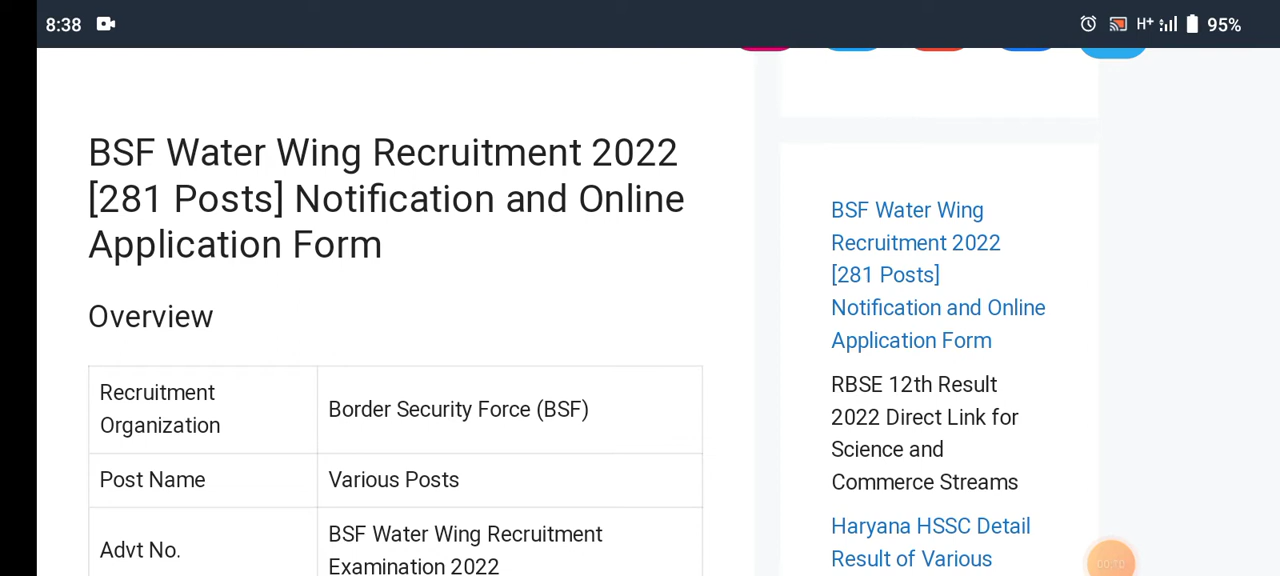 8:38
H+
95%
BSF Water Wing Recruitment 2022
[281 Posts] Notification and Online
Application Form
Overview
Recruitment
Organization
Border Security Force (BSF)
Post Name
Various Posts
Advt No.
BSF Water Wing Recruitment
Examination 2022
BSF Water Wing
Recruitment 2022
[281 Posts]
Notification and Online
Application Form
RBSE 12th Result
2022 Direct Link for
Science and
Commerce Streams
Haryana HSSC Detail
Result of Various
00:10